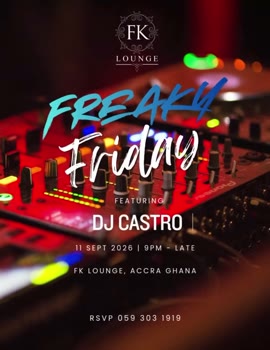 FK
LOUNGE
FREAKY
Friday
FEATURING
DJ CASTRO
11 SEPT 2026 | 9PM - LATE
FK LOUNGE, ACCRA GHANA
RSVP 059 303 1919